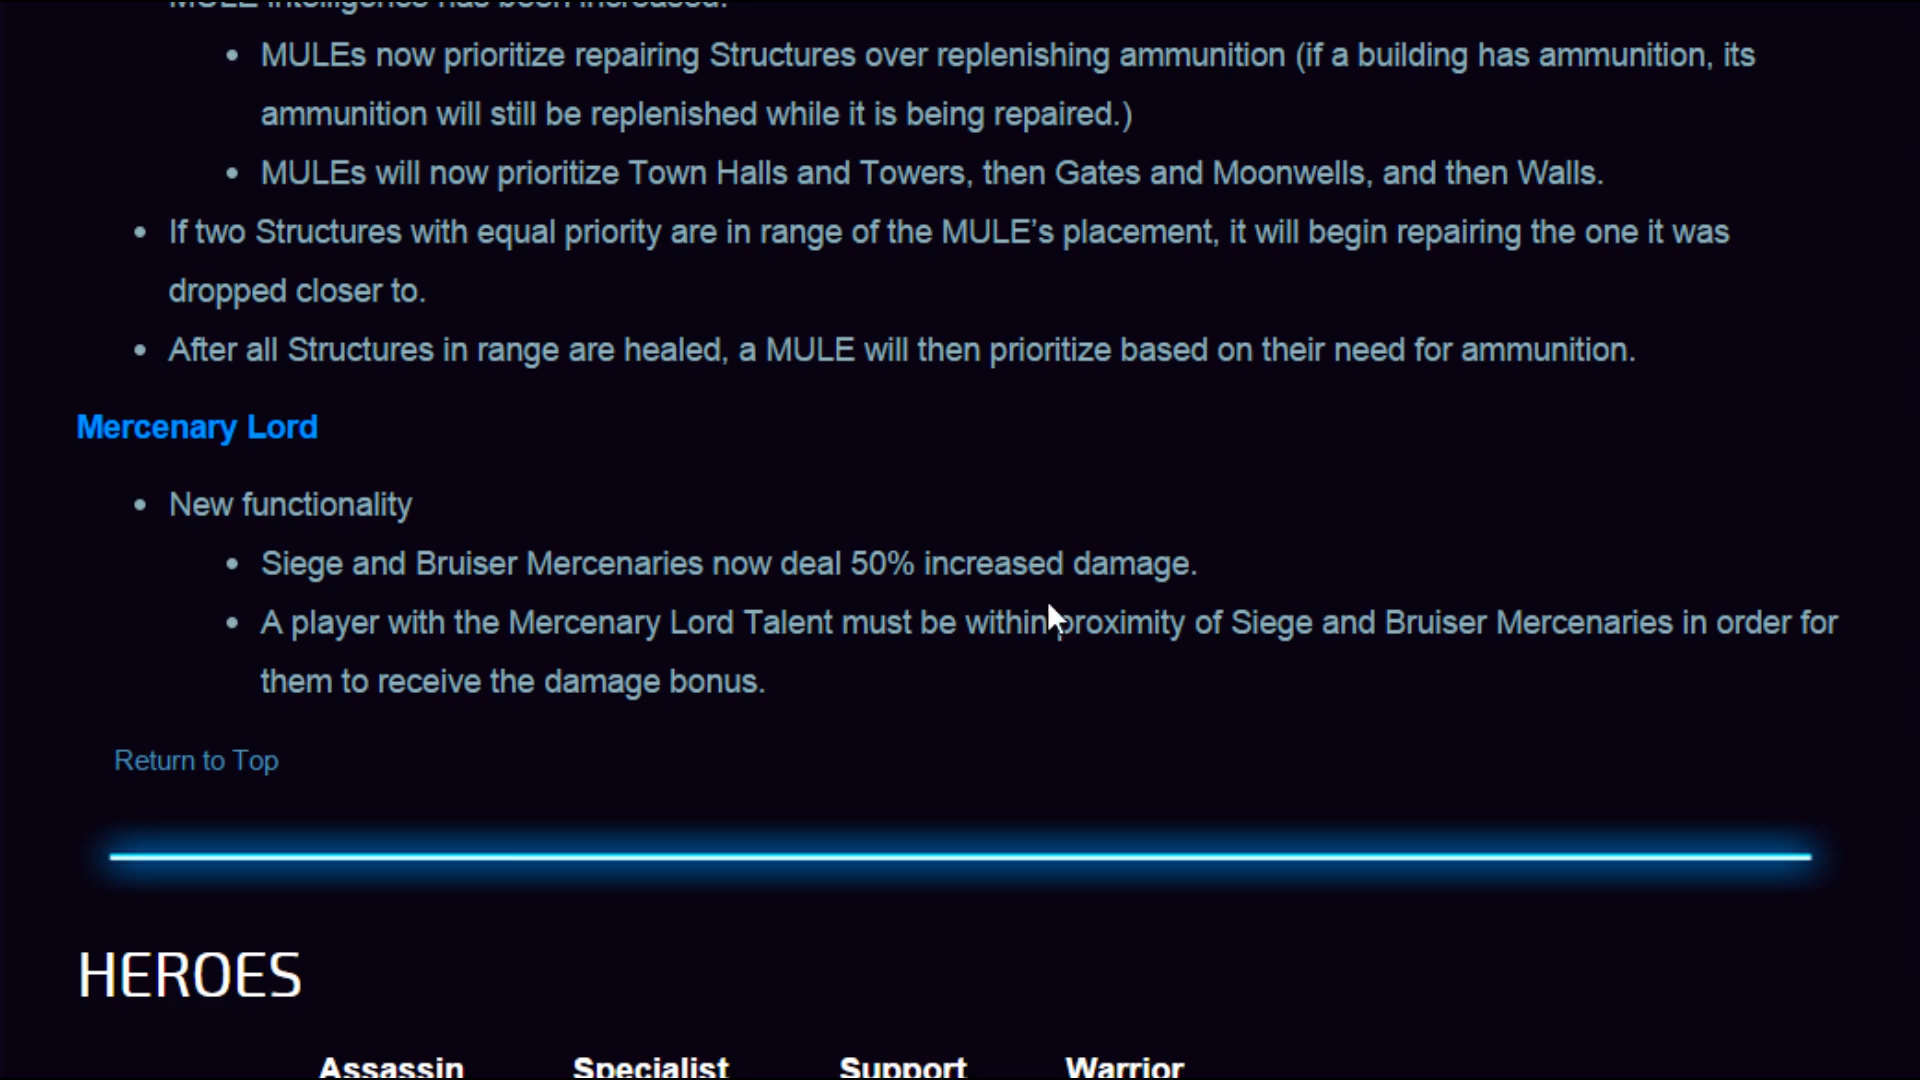 MULE intelligence has been increased.
• MULEs now prioritize repairing Structures over replenishing ammunition (if a building has ammunition, its
ammunition will still be replenished while it is being repaired.)
• MULEs will now prioritize Town Halls and Towers, then Gates and Moonwells, and then Walls.
• If two Structures with equal priority are in range of the MULE’s placement, it will begin repairing the one it was
dropped closer to.
• After all Structures in range are healed, a MULE will then prioritize based on their need for ammunition.
Mercenary Lord
• New functionality
• Siege and Bruiser Mercenaries now deal 50% increased damage.
• A player with the Mercenary Lord Talent must be within proximity of Siege and Bruiser Mercenaries in order for
them to receive the damage bonus.
Return to Top
HEROES
Assassin Specialist Support Warrior